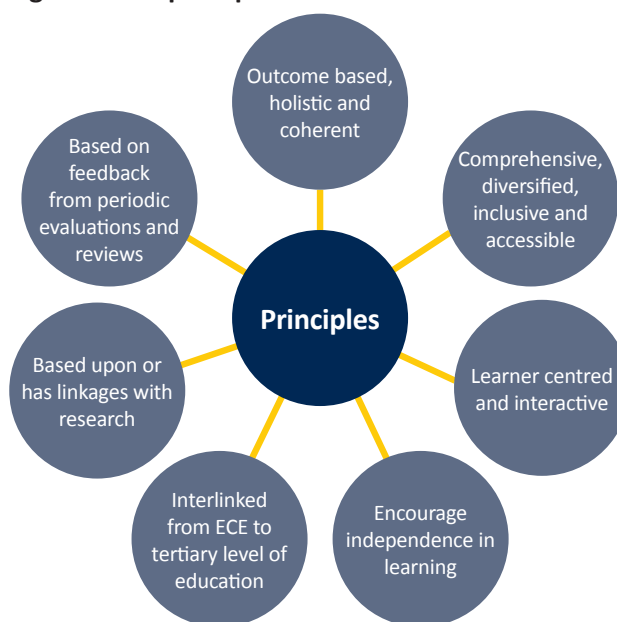 Outcome based,
holistic and
coherent
Comprehensive,
diversified,
inclusive and
accessible
Learner centred
and interactive
Encourage
independence in
learning
Interlinked
from ECE to
tertiary level of
education
Based upon or
has linkages with
research
Based on
feedback
from periodic
evaluations and
reviews
Principles